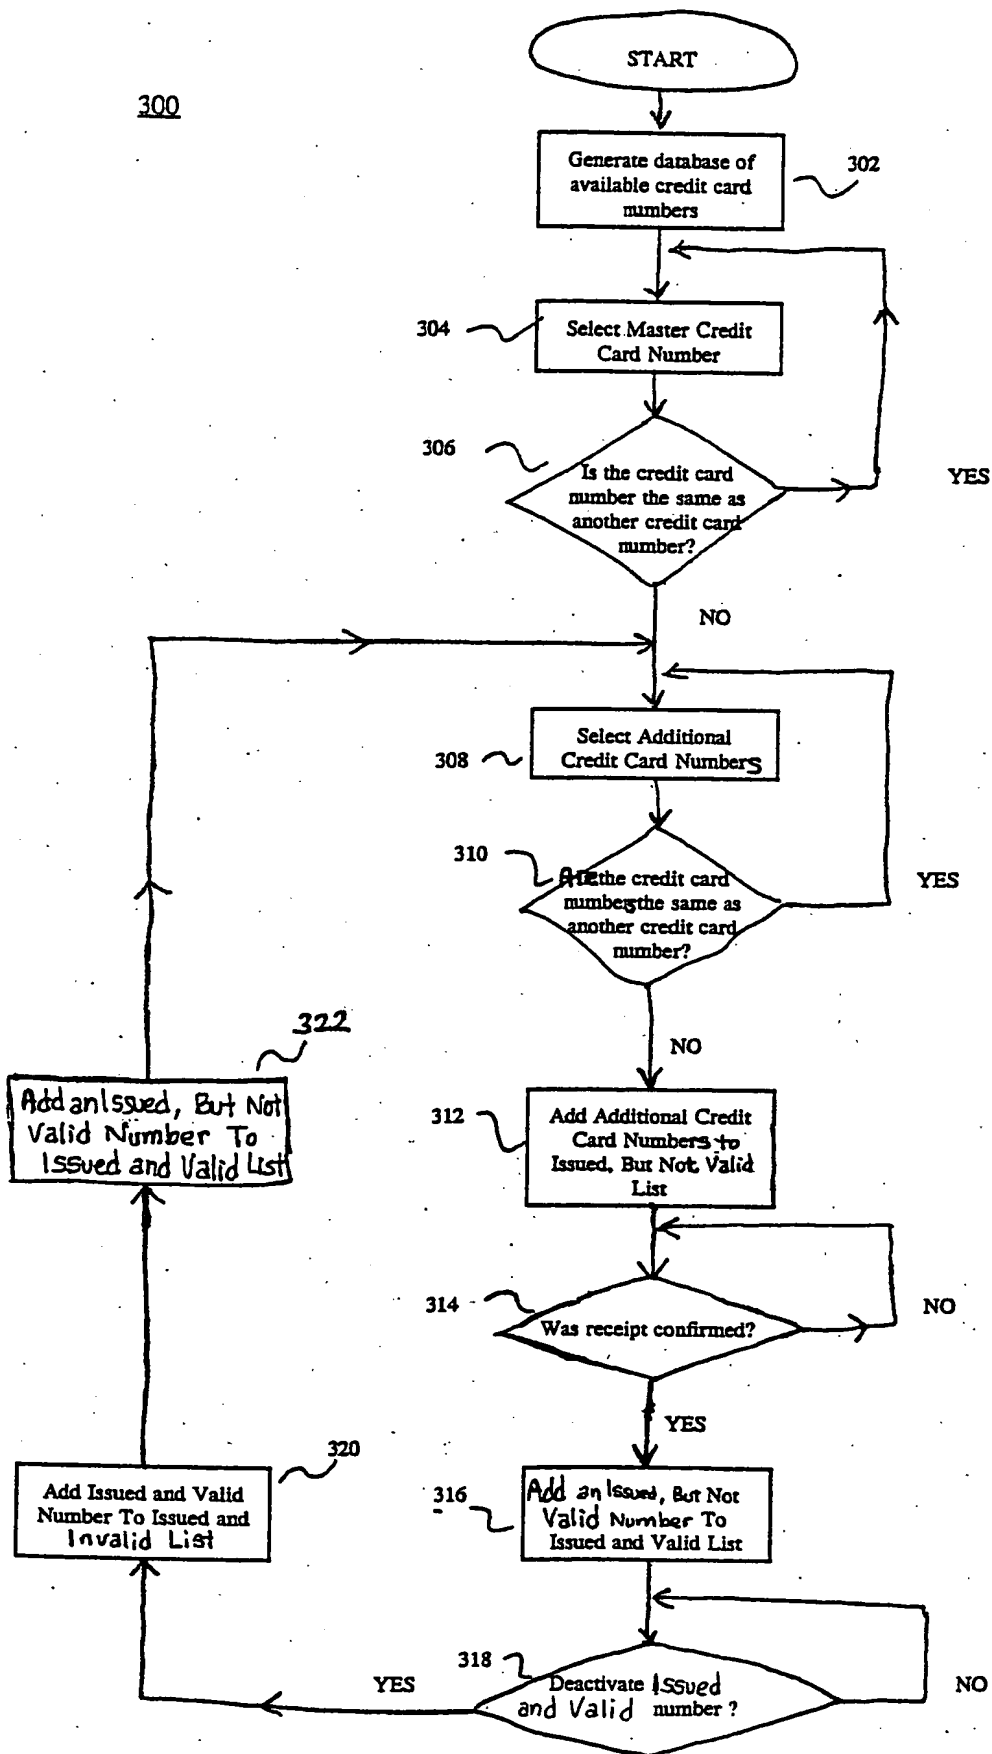 START
300
Generate database of
available credit card
numbers
302
304
Select Master Credit
Card Number
306
Is the credit card
number the same as
another credit card
number?
YES
NO
308
Select Additional
Credit Card Numbers
310
Are the credit card
numbers the same as
another credit card
number?
YES
NO
322
Add an Issued, But Not
Valid Number To
Issued and Valid List
312
Add Additional Credit
Card Numbers to
Issued, But Not Valid
List
314
Was receipt confirmed?
NO
YES
320
Add Issued and Valid
Number To Issued and
Invalid List
316
Add an Issued, But Not
Valid Number To
Issued and Valid List
318
Deactivate Issued
and Valid number ?
YES
NO